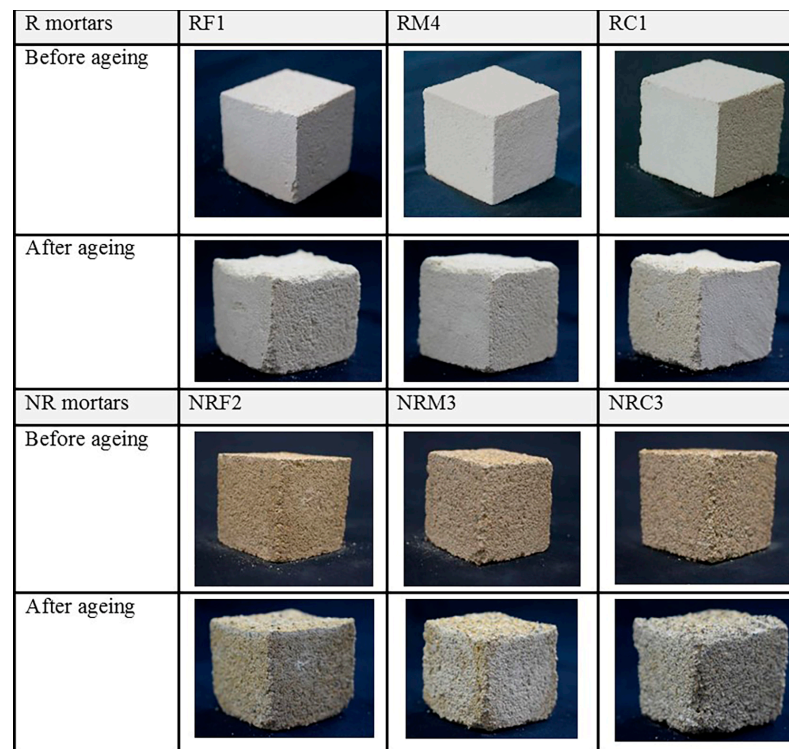 R mortars RF1 RM4 RC1
Before ageing
After ageing
NR mortars NRF2 NRM3 NRC3
Before ageing
After ageing